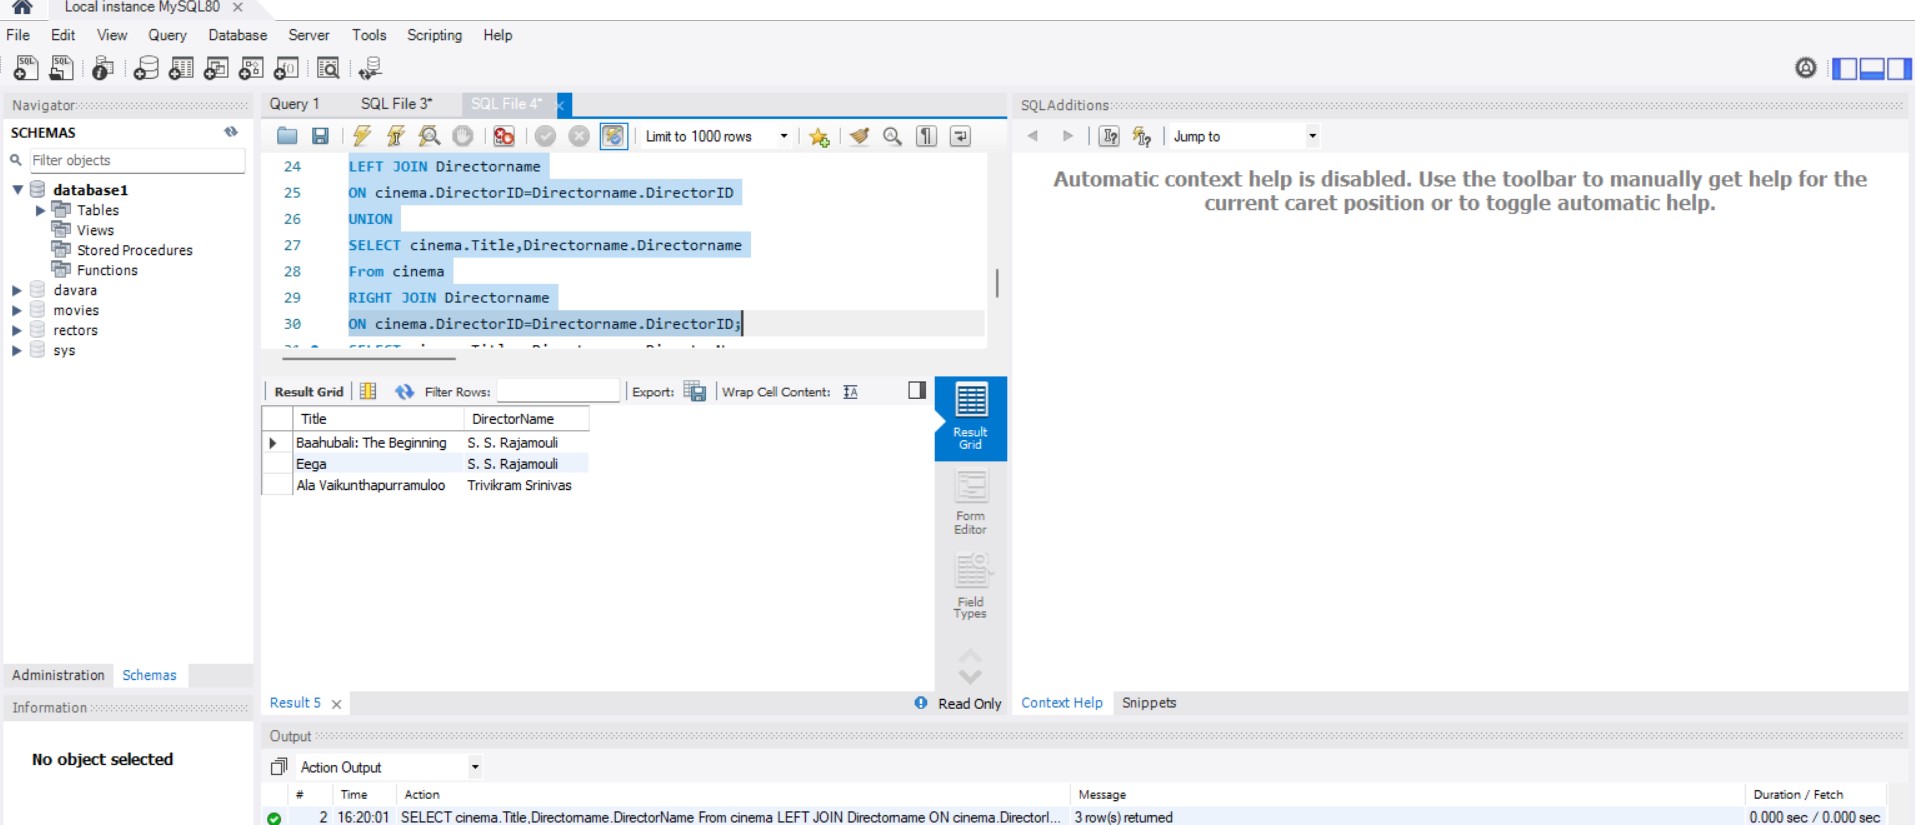 Local instance MySQL80
File Edit View Query Database Server Tools Scripting Help
Navigator
SCHEMAS
Filter objects
database1
Tables
Views
Stored Procedures
Functions
davara
movies
rectors
sys
Administration Schemas
Information
No object selected
Query 1 SQL File 3* SQL File 4*
Limit to 1000 rows
24 LEFT JOIN Directorname
25 ON cinema.DirectorID=Directorname.DirectorID
26 UNION
27 SELECT cinema.Title,Directorname.Directorname
28 From cinema
29 RIGHT JOIN Directorname
30 ON cinema.DirectorID=Directorname.DirectorID;
Result Grid Filter Rows: Export: Wrap Cell Content:
Title DirectorName
Baahubali: The Beginning S. S. Rajamouli
Eega S. S. Rajamouli
Ala Vaikunthapurramuloo Trivikram Srinivas
Result
Grid
Form
Editor
Field
Types
Result 5 Read Only
SQLAdditions
Jump to
Automatic context help is disabled. Use the toolbar to manually get help for the
current caret position or to toggle automatic help.
Context Help Snippets
Output
Action Output
# Time Action Message Duration / Fetch
2 16:20:01 SELECT cinema.Title,Directorname.DirectorName From cinema LEFT JOIN Directorname ON cinema.DirectorI... 3 row(s) returned 0.000 sec / 0.000 sec